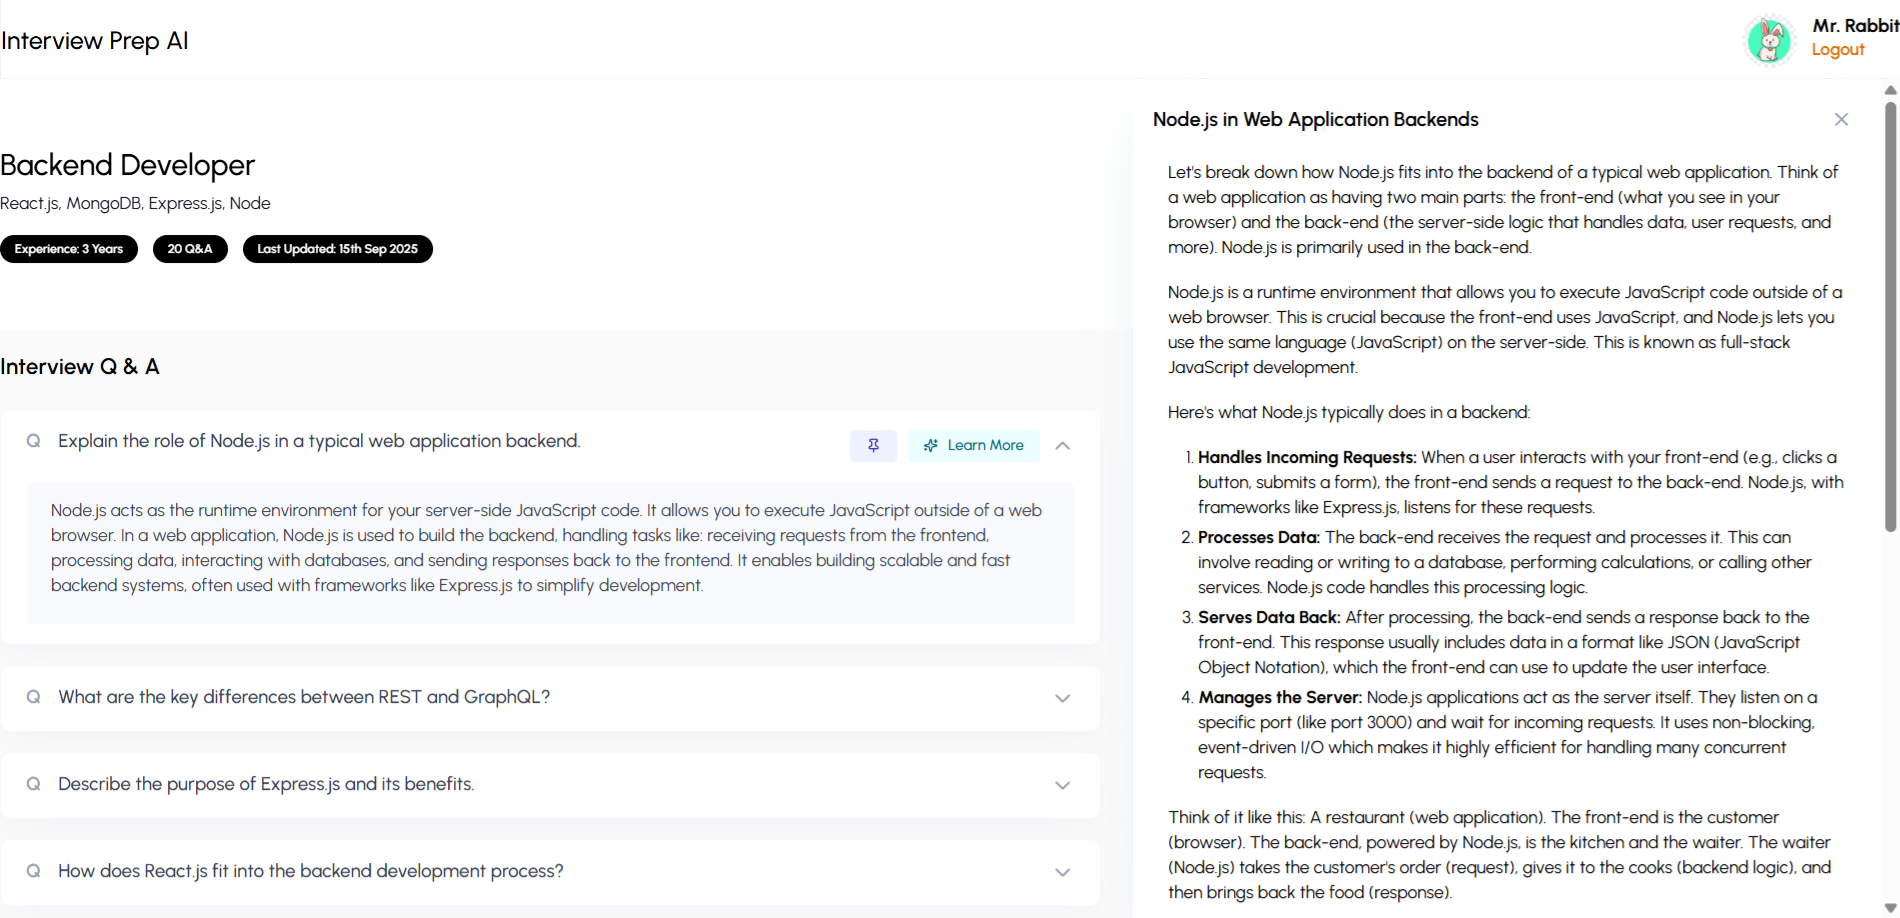 Interview Prep AI
Mr. Rabbit
Logout
Backend Developer
React.js, MongoDB, Express.js, Node
Experience: 3 Years
20 Q&A
Last Updated: 15th Sep 2025
Interview Q & A
Q Explain the role of Node.js in a typical web application backend.
Learn More
Node.js acts as the runtime environment for your server-side JavaScript code. It allows you to execute JavaScript outside of a web
browser. In a web application, Node.js is used to build the backend, handling tasks like: receiving requests from the frontend,
processing data, interacting with databases, and sending responses back to the frontend. It enables building scalable and fast
backend systems, often used with frameworks like Express.js to simplify development.
Q What are the key differences between REST and GraphQL?
Q Describe the purpose of Express.js and its benefits.
Q How does React.js fit into the backend development process?
Node.js in Web Application Backends
Let's break down how Node.js fits into the backend of a typical web application. Think of
a web application as having two main parts: the front-end (what you see in your
browser) and the back-end (the server-side logic that handles data, user requests, and
more). Node.js is primarily used in the back-end.
Node.js is a runtime environment that allows you to execute JavaScript code outside of a
web browser. This is crucial because the front-end uses JavaScript, and Node.js lets you
use the same language (JavaScript) on the server-side. This is known as full-stack
JavaScript development.
Here's what Node.js typically does in a backend:
1. Handles Incoming Requests: When a user interacts with your front-end (e.g., clicks a
button, submits a form), the front-end sends a request to the back-end. Node.js, with
frameworks like Express.js, listens for these requests.
2. Processes Data: The back-end receives the request and processes it. This can
involve reading or writing to a database, performing calculations, or calling other
services. Node.js code handles this processing logic.
3. Serves Data Back: After processing, the back-end sends a response back to the
front-end. This response usually includes data in a format like JSON (JavaScript
Object Notation), which the front-end can use to update the user interface.
4. Manages the Server: Node.js applications act as the server itself. They listen on a
specific port (like port 3000) and wait for incoming requests. It uses non-blocking,
event-driven I/O which makes it highly efficient for handling many concurrent
requests.
Think of it like this: A restaurant (web application). The front-end is the customer
(browser). The back-end, powered by Node.js, is the kitchen and the waiter. The waiter
(Node.js) takes the customer's order (request), gives it to the cooks (backend logic), and
then brings back the food (response).